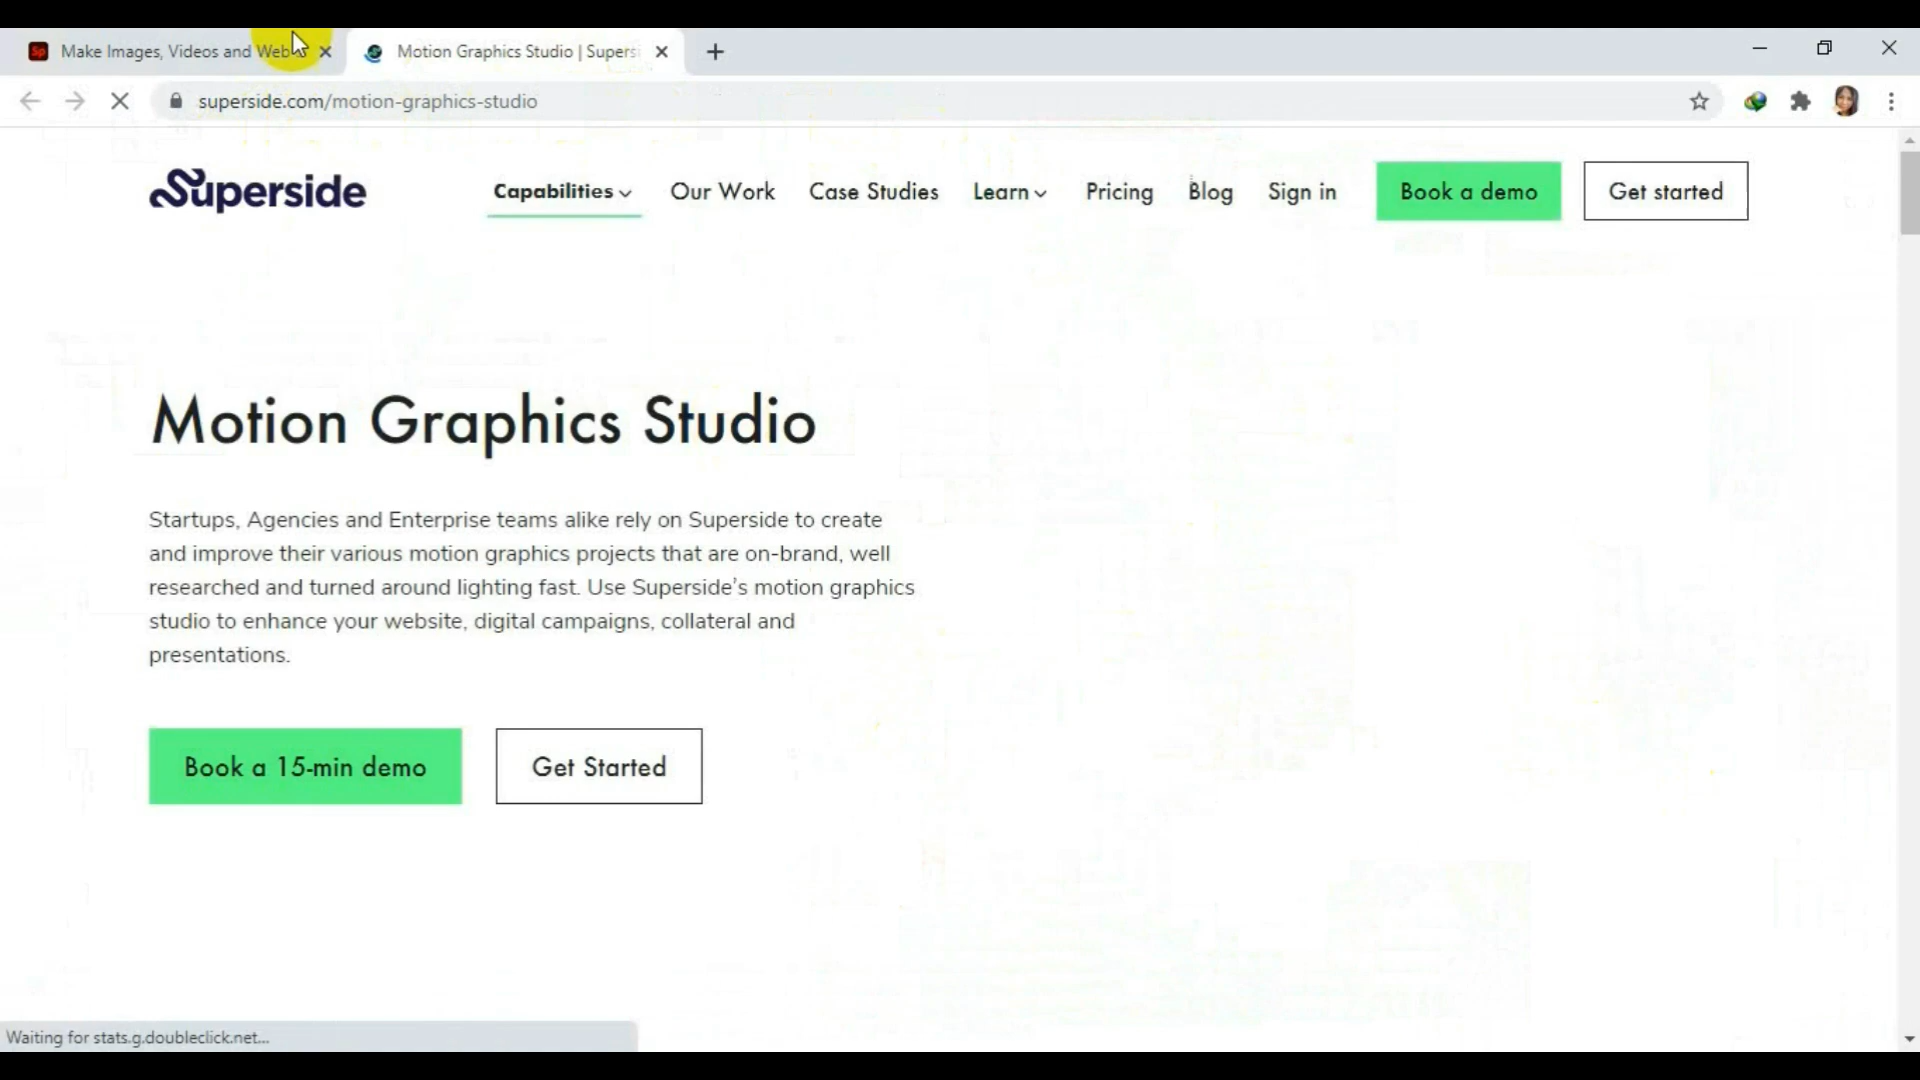 Sp Make Images, Videos and Web
Motion Graphics Studio | Supersi
superside.com/motion-graphics-studio
Superside
Capabilities
Our Work
Case Studies
Learn
Pricing
Blog
Sign in
Book a demo
Get started
Motion Graphics Studio
Startups, Agencies and Enterprise teams alike rely on Superside to create
and improve their various motion graphics projects that are on-brand, well
researched and turned around lighting fast. Use Superside's motion graphics
studio to enhance your website, digital campaigns, collateral and
presentations.
Book a 15-min demo
Get Started
Waiting for stats.g.doubleclick.net...